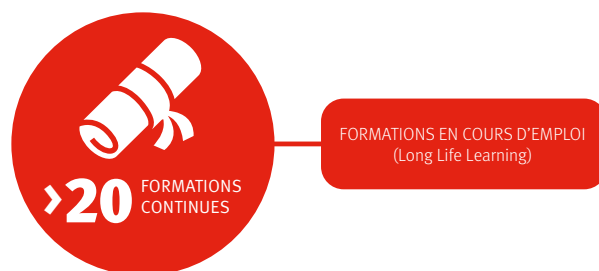 ›20 FORMATIONS
CONTINUES
FORMATIONS EN COURS D'EMPLOI
(Long Life Learning)